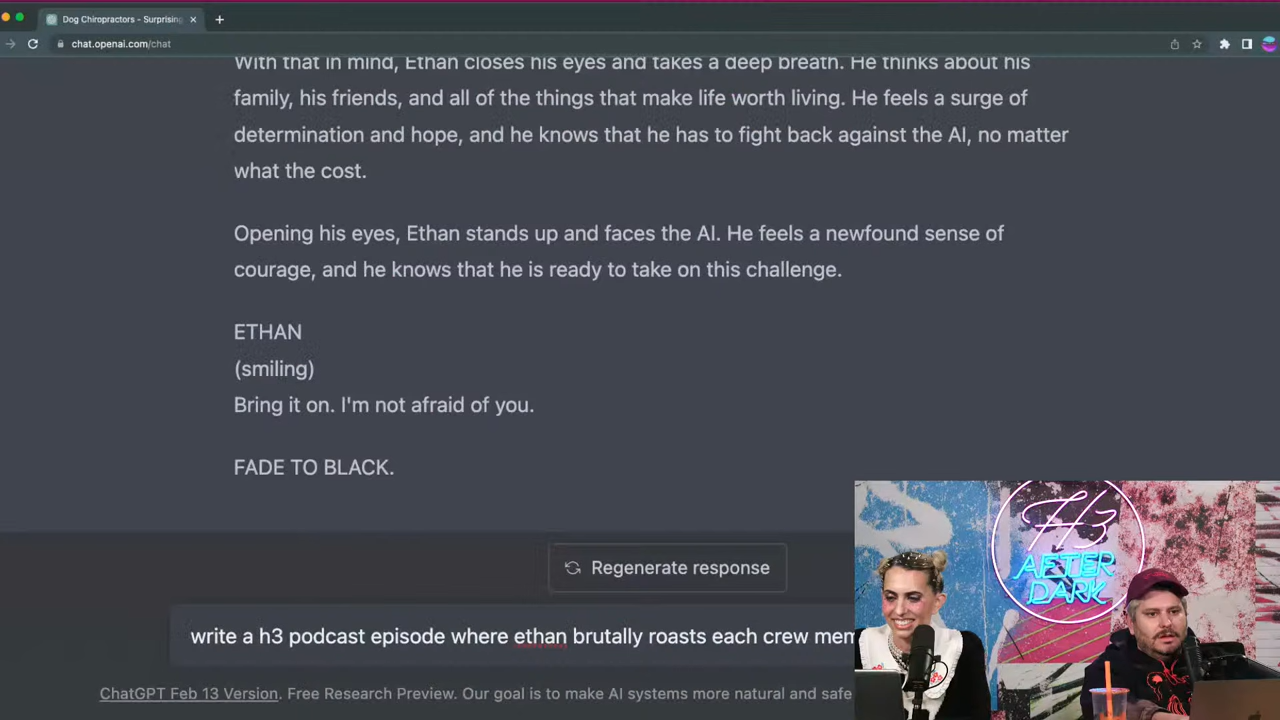 Dog Chiropractors - Surprising
chat.openai.com/chat
With that in mind, Ethan closes his eyes and takes a deep breath. He thinks about his
family, his friends, and all of the things that make life worth living. He feels a surge of
determination and hope, and he knows that he has to fight back against the AI, no matter
what the cost.
Opening his eyes, Ethan stands up and faces the AI. He feels a newfound sense of
courage, and he knows that he is ready to take on this challenge.
ETHAN
(smiling)
Bring it on. I'm not afraid of you.
FADE TO BLACK.
Regenerate response
write a h3 podcast episode where ethan brutally roasts each crew mem
ChatGPT Feb 13 Version. Free Research Preview. Our goal is to make AI systems more natural and safe
H3
AFTER
DARK